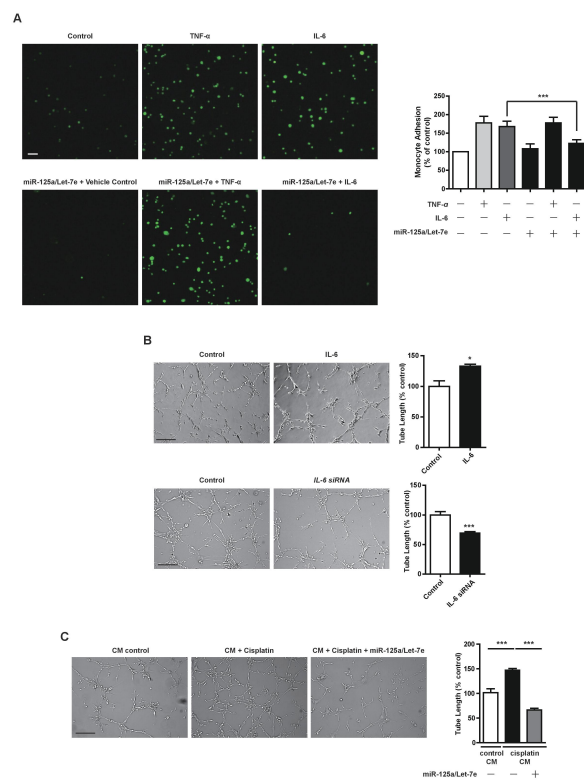 A
Control
TNF-α
IL-6
miR-125a/Let-7e + Vehicle Control
miR-125a/Let-7e + TNF-α
miR-125a/Let-7e + IL-6
Monocyte Adhesion
(% of control)
250
200
150
100
50
0
***
TNF-α — + — — + —
IL-6 — — + — — +
miR-125a/Let-7e — — — + + +
B
Control
IL-6
Tube Length (% control)
150
100
50
0
*
Control
IL-6
Control
IL-6 siRNA
Tube Length (% control)
150
100
50
0
***
Control
IL-6 siRNA
C
CM control
CM + Cisplatin
CM + Cisplatin + miR-125a/Let-7e
Tube Length (% control)
200
150
100
50
0
*** ***
control
CM
cisplatin
CM
miR-125a/Let-7e — — +